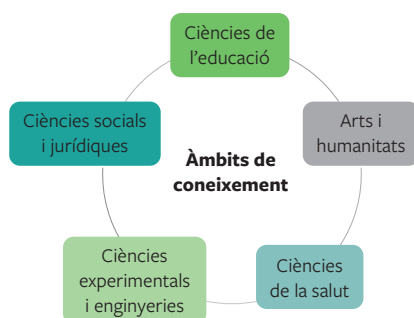 Ciències de
l'educació
Ciències socials
i jurídiques
Arts i
humanitats
Àmbits de
coneixement
Ciències
experimentals
i enginyeries
Ciències
de la salut